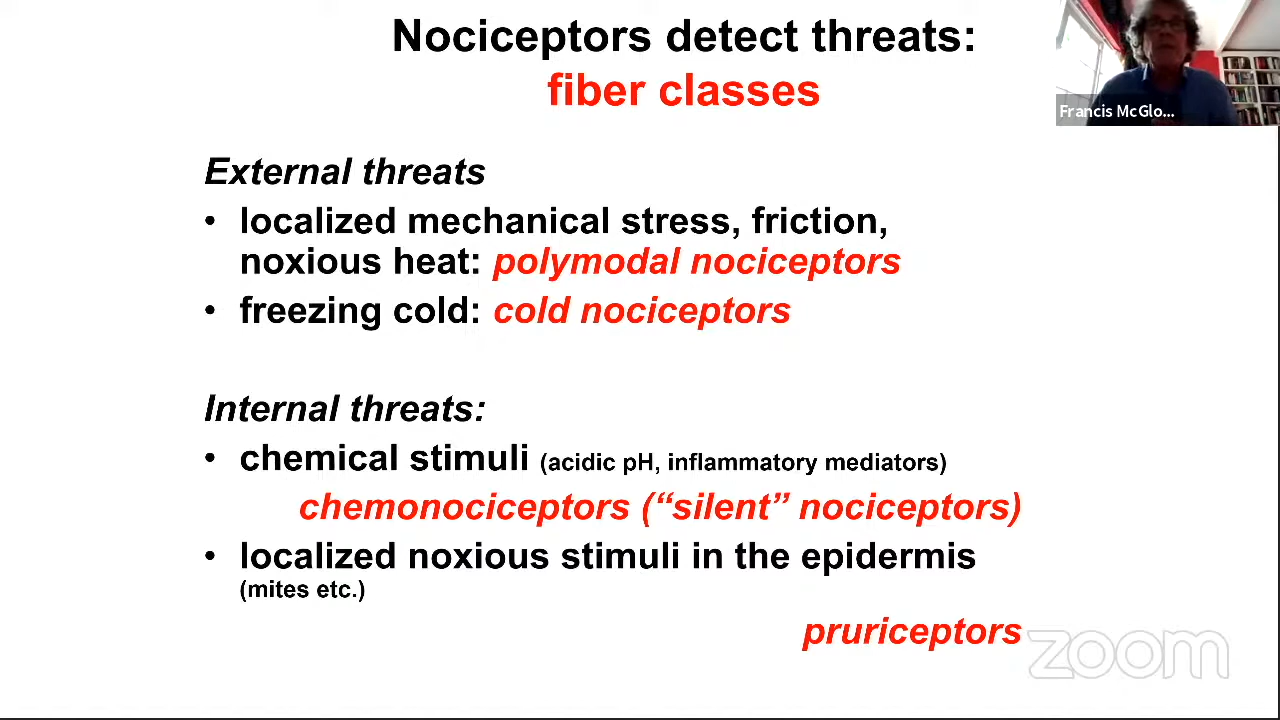 Nociceptors detect threats:
fiber classes
Francis McGlo...
External threats
• localized mechanical stress, friction,
noxious heat: polymodal nociceptors
• freezing cold: cold nociceptors
Internal threats:
• chemical stimuli (acidic pH, inflammatory mediators)
chemonociceptors (“silent” nociceptors)
• localized noxious stimuli in the epidermis
(mites etc.)
pruriceptors
zoom